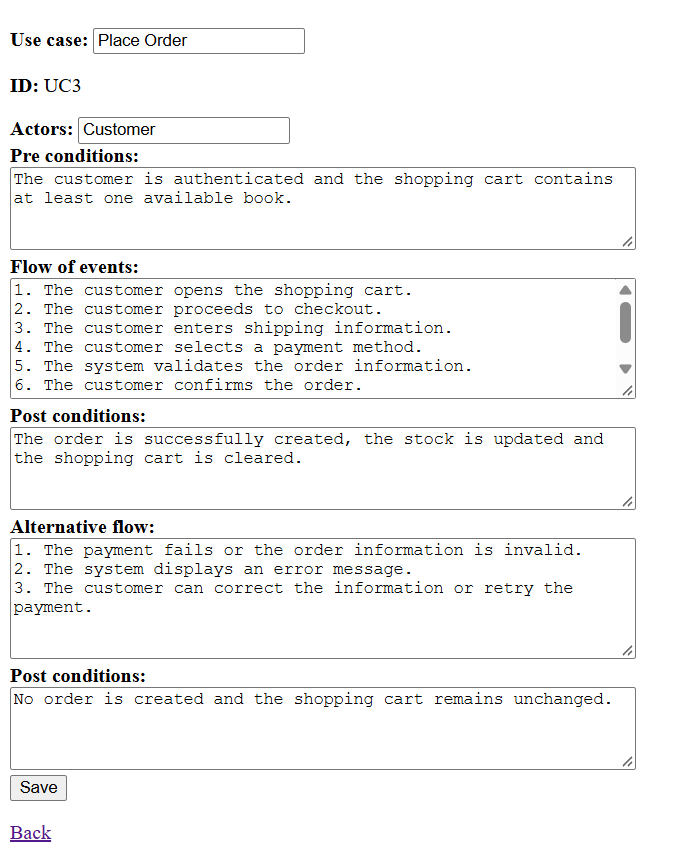 Use case: Place Order
ID: UC3
Actors: Customer
Pre conditions:
The customer is authenticated and the shopping cart contains
at least one available book.
Flow of events:
1. The customer opens the shopping cart.
2. The customer proceeds to checkout.
3. The customer enters shipping information.
4. The customer selects a payment method.
5. The system validates the order information.
6. The customer confirms the order.
Post conditions:
The order is successfully created, the stock is updated and
the shopping cart is cleared.
Alternative flow:
1. The payment fails or the order information is invalid.
2. The system displays an error message.
3. The customer can correct the information or retry the
payment.
Post conditions:
No order is created and the shopping cart remains unchanged.
Save
Back